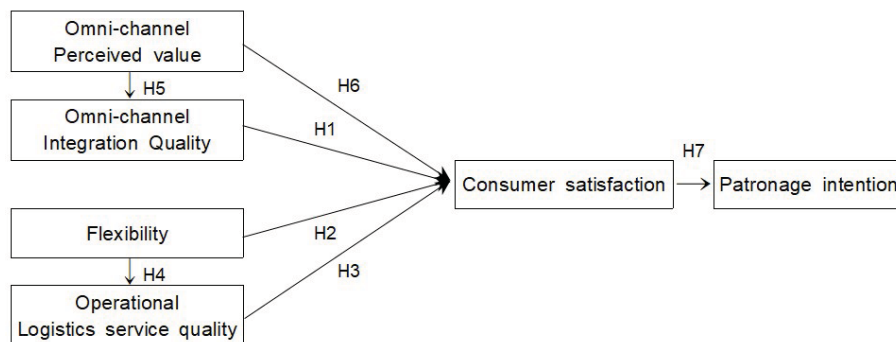 Omni-channel
Perceived value
H5
H6
Omni-channel
Integration Quality
H1
H7
Consumer satisfaction
Patronage intention
Flexibility
H2
H4
H3
Operational
Logistics service quality